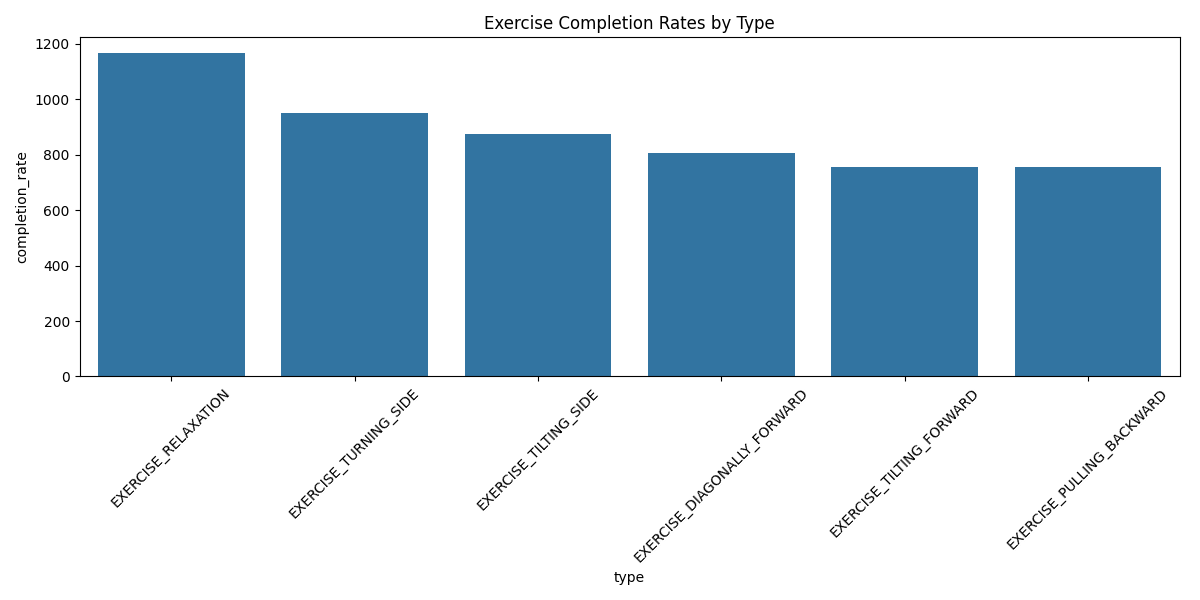 Exercise Completion Rates by Type
1200
1000
800
600
400
200
0
completion_rate
EXERCISE_RELAXATION
EXERCISE_TURNING_SIDE
EXERCISE_TILTING_SIDE
EXERCISE_DIAGONALLY_FORWARD
EXERCISE_TILTING_FORWARD
EXERCISE_PULLING_BACKWARD
type